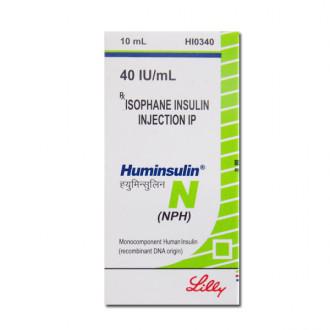 10 mL HI0340
40 IU/mL
Rx ISOPHANE INSULIN
INJECTION IP
Huminsulin®
ह्युमिन्सुलिन
N
(NPH)
Monocomponent Human Insulin
(recombinant DNA origin)
Lilly